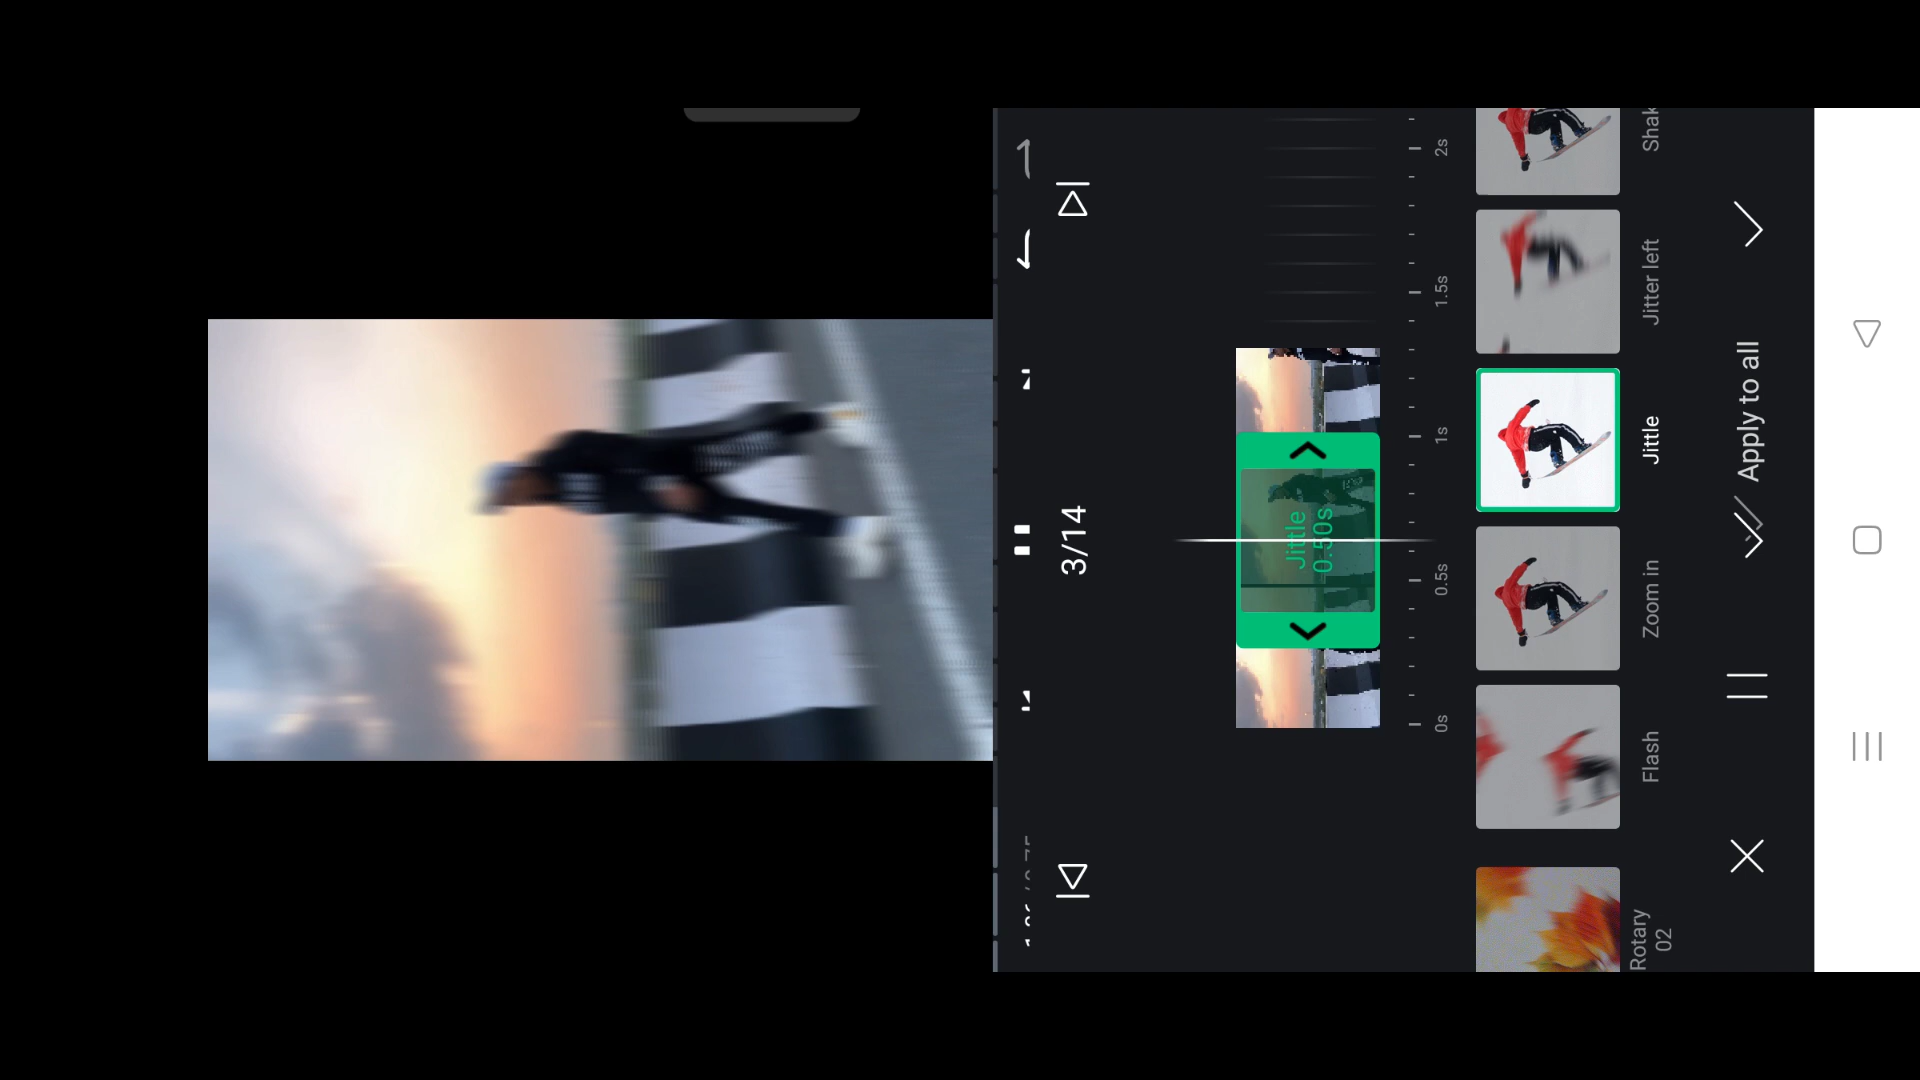 3/14
Jittle
0.50s
0s
0.5s
1s
1.5s
2s
Rotary
02
Flash
Zoom in
Jittle
Jitter left
Apply to all